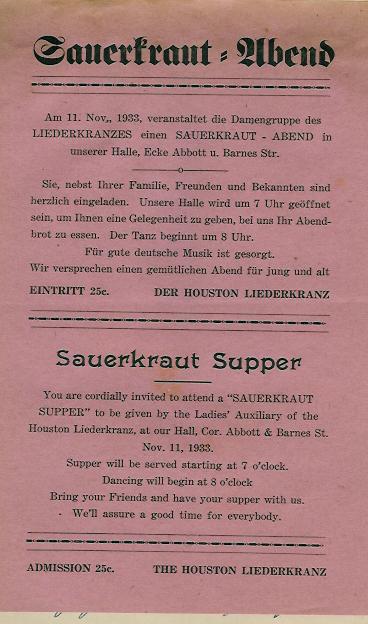 Sauerkraut = Abend
Am 11. Nov,, 1933, veranstaltet die Damengruppe des
LIEDERKRANZES einen SAUERKRAUT - ABEND in
unserer Halle, Ecke Abbott u. Barnes Str.
Sie, nebst Ihrer Familie, Freunden und Bekannten sind
herzlich eingeladen. Unsere Halle wird um 7 Uhr geöffnet
sein, um Ihnen eine Gelegenheit zu geben, bei uns Ihr Abend-
brot zu essen. Der Tanz beginnt um 8 Uhr.
Für gute deutsche Musik ist gesorgt.
Wir versprechen einen gemütlichen Abend für jung und alt
EINTRITT 25c. DER HOUSTON LIEDERKRANZ
Sauerkraut Supper
You are cordially invited to attend a “SAUERKRAUT
SUPPER” to be given by the Ladies’ Auxiliary of the
Houston Liederkranz, at our Hall, Cor. Abbott & Barnes St.
Nov. 11, 1933.
Supper will be served starting at 7 o’clock.
Dancing will begin at 8 o’clock
Bring your Friends and have your supper with us.
- We’ll assure a good time for everybody.
ADMISSION 25c. THE HOUSTON LIEDERKRANZ